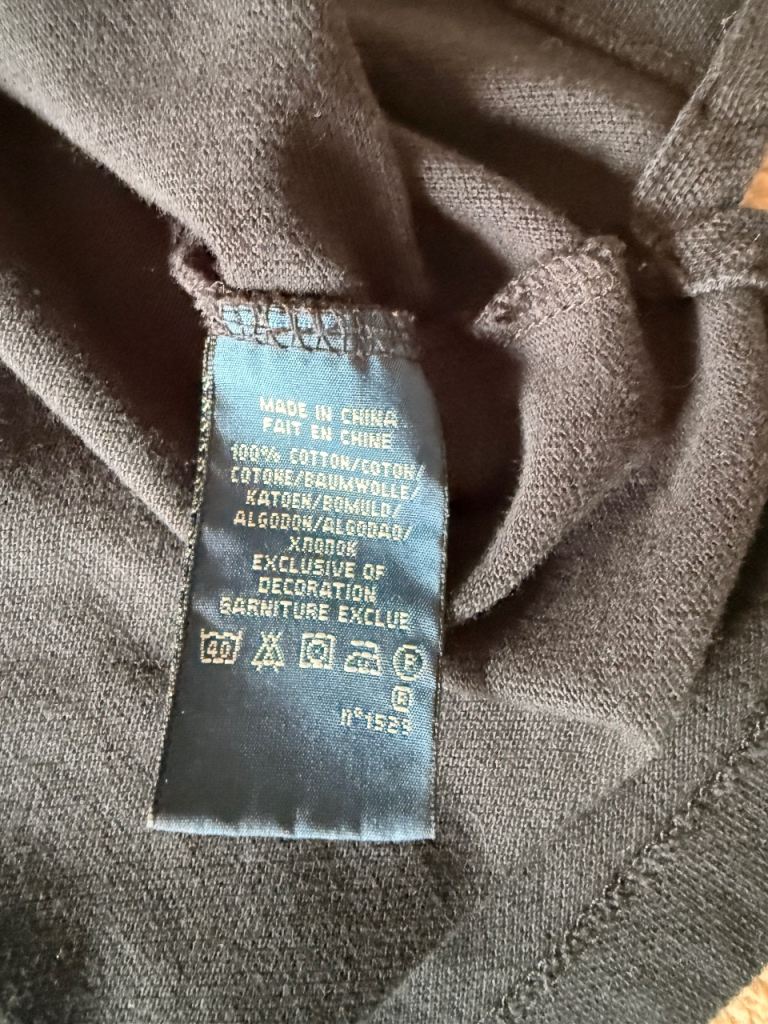 MADE IN CHINA
FAIT EN CHINE
100% COTTON/COTON/
COTONE/BAUMWOLLE/
KATOEN/BOMULD/
ALGODON/ALGODAO/
ХЛОПОК
EXCLUSIVE OF
DECORATION
GARNITURE EXCLUE
40 P
R
n°1523